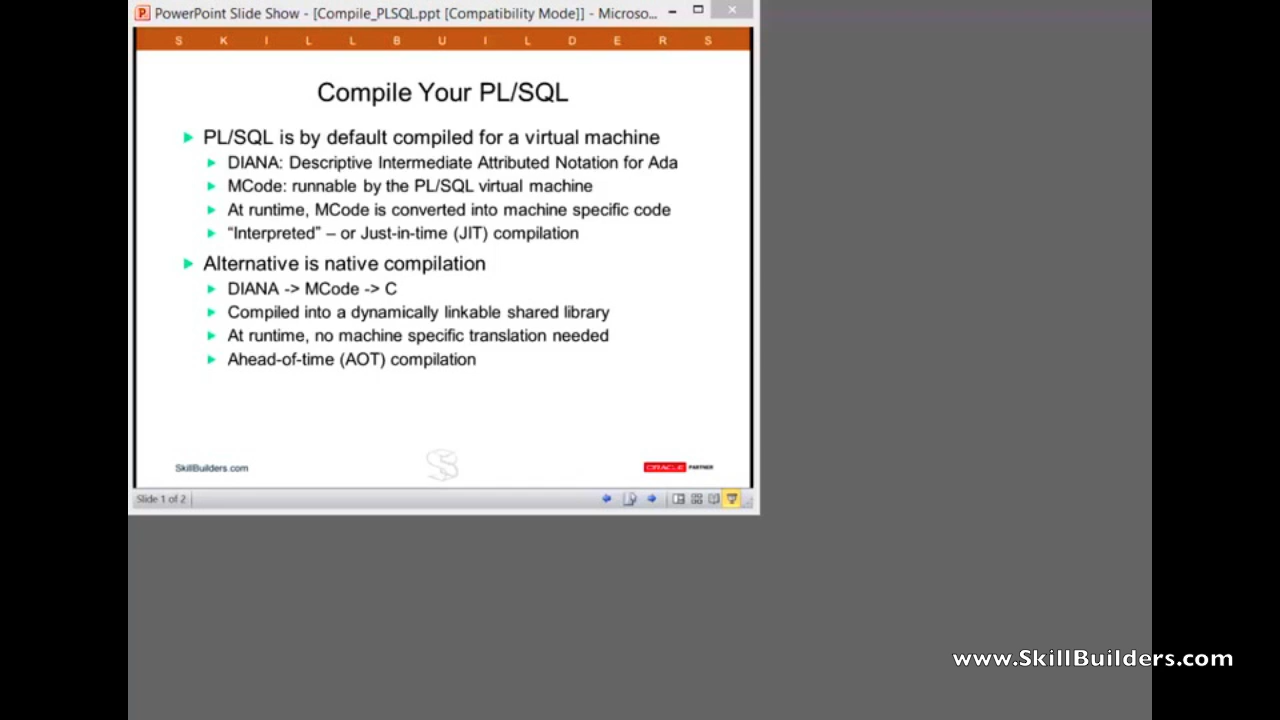 PowerPoint Slide Show - [Compile_PLSQL.ppt [Compatibility Mode]] - Microso...
S K I L L B U I L D E R S
Compile Your PL/SQL
PL/SQL is by default compiled for a virtual machine
DIANA: Descriptive Intermediate Attributed Notation for Ada
MCode: runnable by the PL/SQL virtual machine
At runtime, MCode is converted into machine specific code
“Interpreted” – or Just-in-time (JIT) compilation
Alternative is native compilation
DIANA -> MCode -> C
Compiled into a dynamically linkable shared library
At runtime, no machine specific translation needed
Ahead-of-time (AOT) compilation
SkillBuilders.com
ORACLE PARTNER
Slide 1 of 2
www.SkillBuilders.com